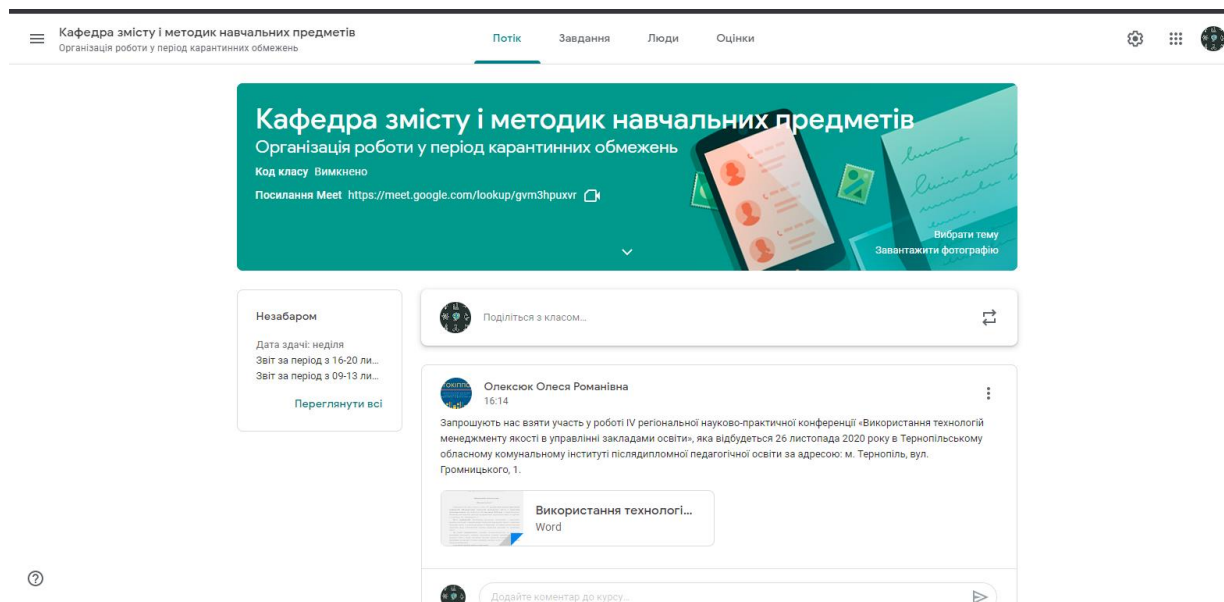 Кафедра змісту і методик навчальних предметів
Організація роботи у період карантинних обмежень
Потік
Завдання
Люди
Оцінки
Кафедра змісту і методик навчальних предметів
Організація роботи у період карантинних обмежень
Код класу Вимкнено
Посилання Meet https://meet.google.com/lookup/gvm3hpuxvr
Вибрати тему
Завантажити фотографію
Незабаром
Дата здачі: неділя
Звіт за період з 16-20 ли...
Звіт за період з 09-13 ли...
Переглянути всі
Поділіться з класом...
Олексюк Олеся Романівна
16:14
Запрошують нас взяти участь у роботі IV регіональної науково-практичної конференції «Використання технологій
менеджменту якості в управлінні закладами освіти», яка відбудеться 26 листопада 2020 року в Тернопільському
обласному комунальному інституті післядипломної педагогічної освіти за адресою: м. Тернопіль, вул.
Громницького, 1.
Використання технологі...
Word
Додайте коментар до курсу...